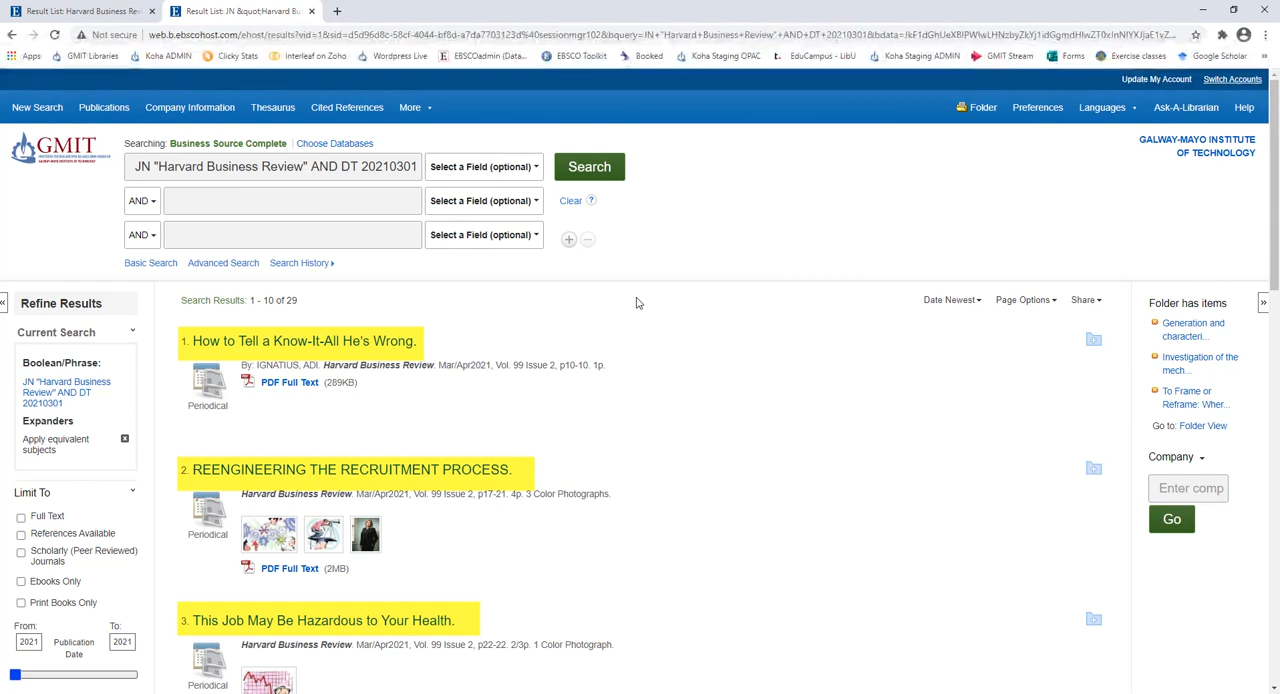 Result List: Harvard Business Rev
Result List: JN &quot;Harvard Bus
Not secure
web.b.ebscohost.com/ehost/results?vid=1&sid=d5d96d8c-58cf-4044-bf8d-a7da7703123d%40sessionmgr102&bquery=JN+"Harvard+Business+Review"+AND+DT+20210301&bdata=
Apps
GMIT Libraries
Koha ADMIN
Clicky Stats
Interleaf on Zoho
Wordpress Live
EBSCOadmin (Data...
EBSCO Toolkit
Booked
Koha Staging OPAC
EduCampus - LibU
Koha Staging ADMIN
GMIT Stream
Forms
Exercise classes
Google Scholar
Update My Account
Switch Accounts
New Search
Publications
Company Information
Thesaurus
Cited References
More
Folder
Preferences
Languages
Ask-A-Librarian
Help
GMIT
Searching: Business Source Complete
Choose Databases
GALWAY-MAYO INSTITUTE
OF TECHNOLOGY
JN "Harvard Business Review" AND DT 20210301
Select a Field (optional)
Search
AND
Select a Field (optional)
Clear ?
AND
Select a Field (optional)
Basic Search
Advanced Search
Search History
Refine Results
Current Search
Boolean/Phrase:
JN "Harvard Business
Review" AND DT
20210301
Expanders
Apply equivalent
subjects
Limit To
Full Text
References Available
Scholarly (Peer Reviewed)
Journals
Ebooks Only
Print Books Only
From:
To:
2021
Publication
Date
2021
Search Results: 1 - 10 of 29
Date Newest
Page Options
Share
1. How to Tell a Know-It-All He's Wrong.
By: IGNATIUS, ADI. Harvard Business Review. Mar/Apr2021, Vol. 99 Issue 2, p10-10. 1p.
PDF Full Text (289KB)
Periodical
2. REENGINEERING THE RECRUITMENT PROCESS.
Harvard Business Review. Mar/Apr2021, Vol. 99 Issue 2, p17-21. 4p. 3 Color Photographs.
Periodical
PDF Full Text (2MB)
3. This Job May Be Hazardous to Your Health.
Harvard Business Review. Mar/Apr2021, Vol. 99 Issue 2, p22-22. 2/3p. 1 Color Photograph.
Periodical
Folder has items
Generation and
characteri...
Investigation of the
mech...
To Frame or
Reframe: Wher...
Go to: Folder View
Company
Enter comp
Go